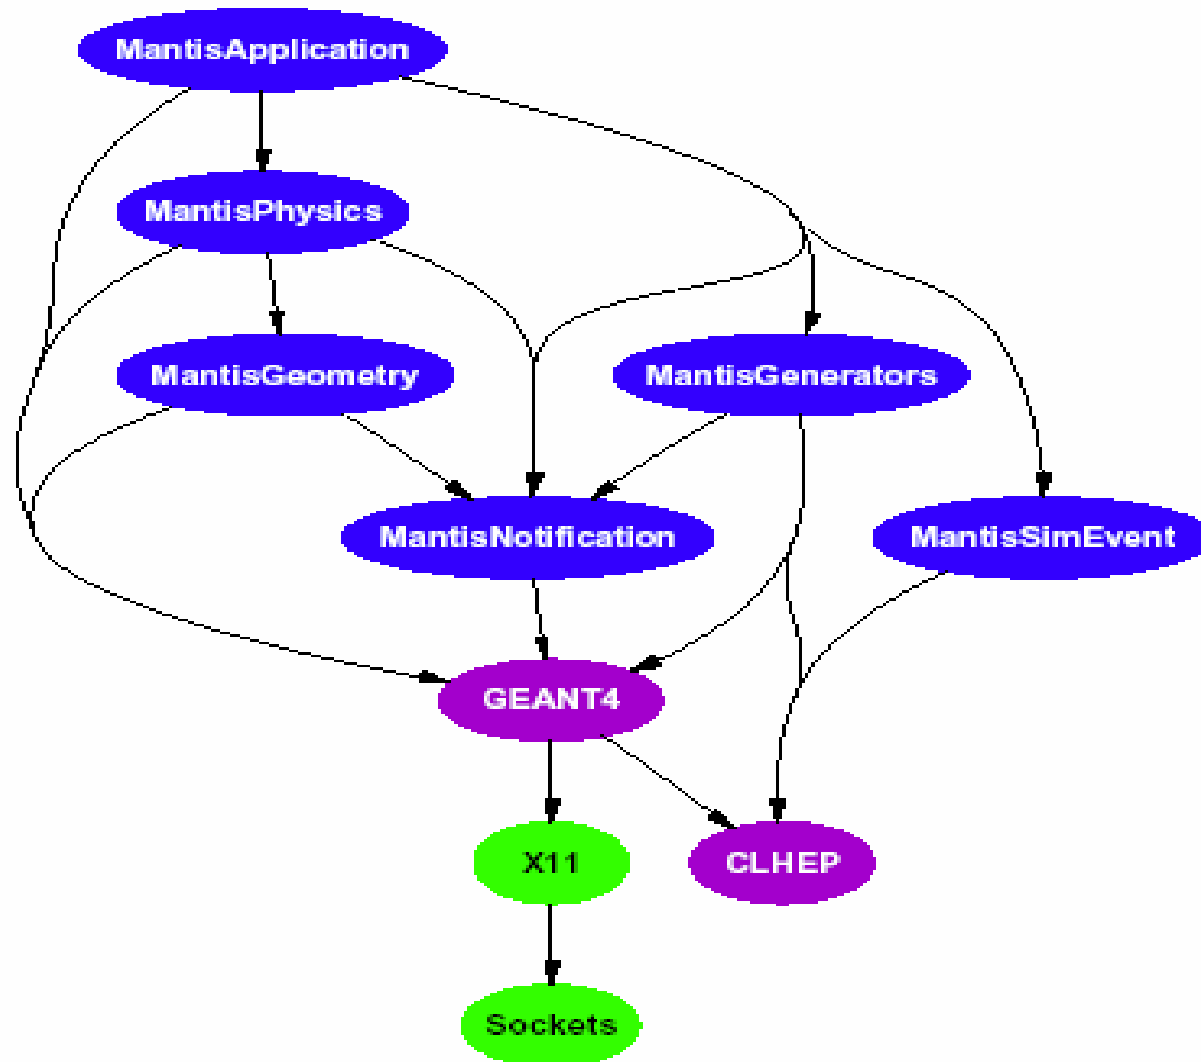 MantisApplication
MantisPhysics
MantisGeometry
MantisGenerators
MantisNotification
MantisSimEvent
GEANT4
X11
CLHEP
Sockets